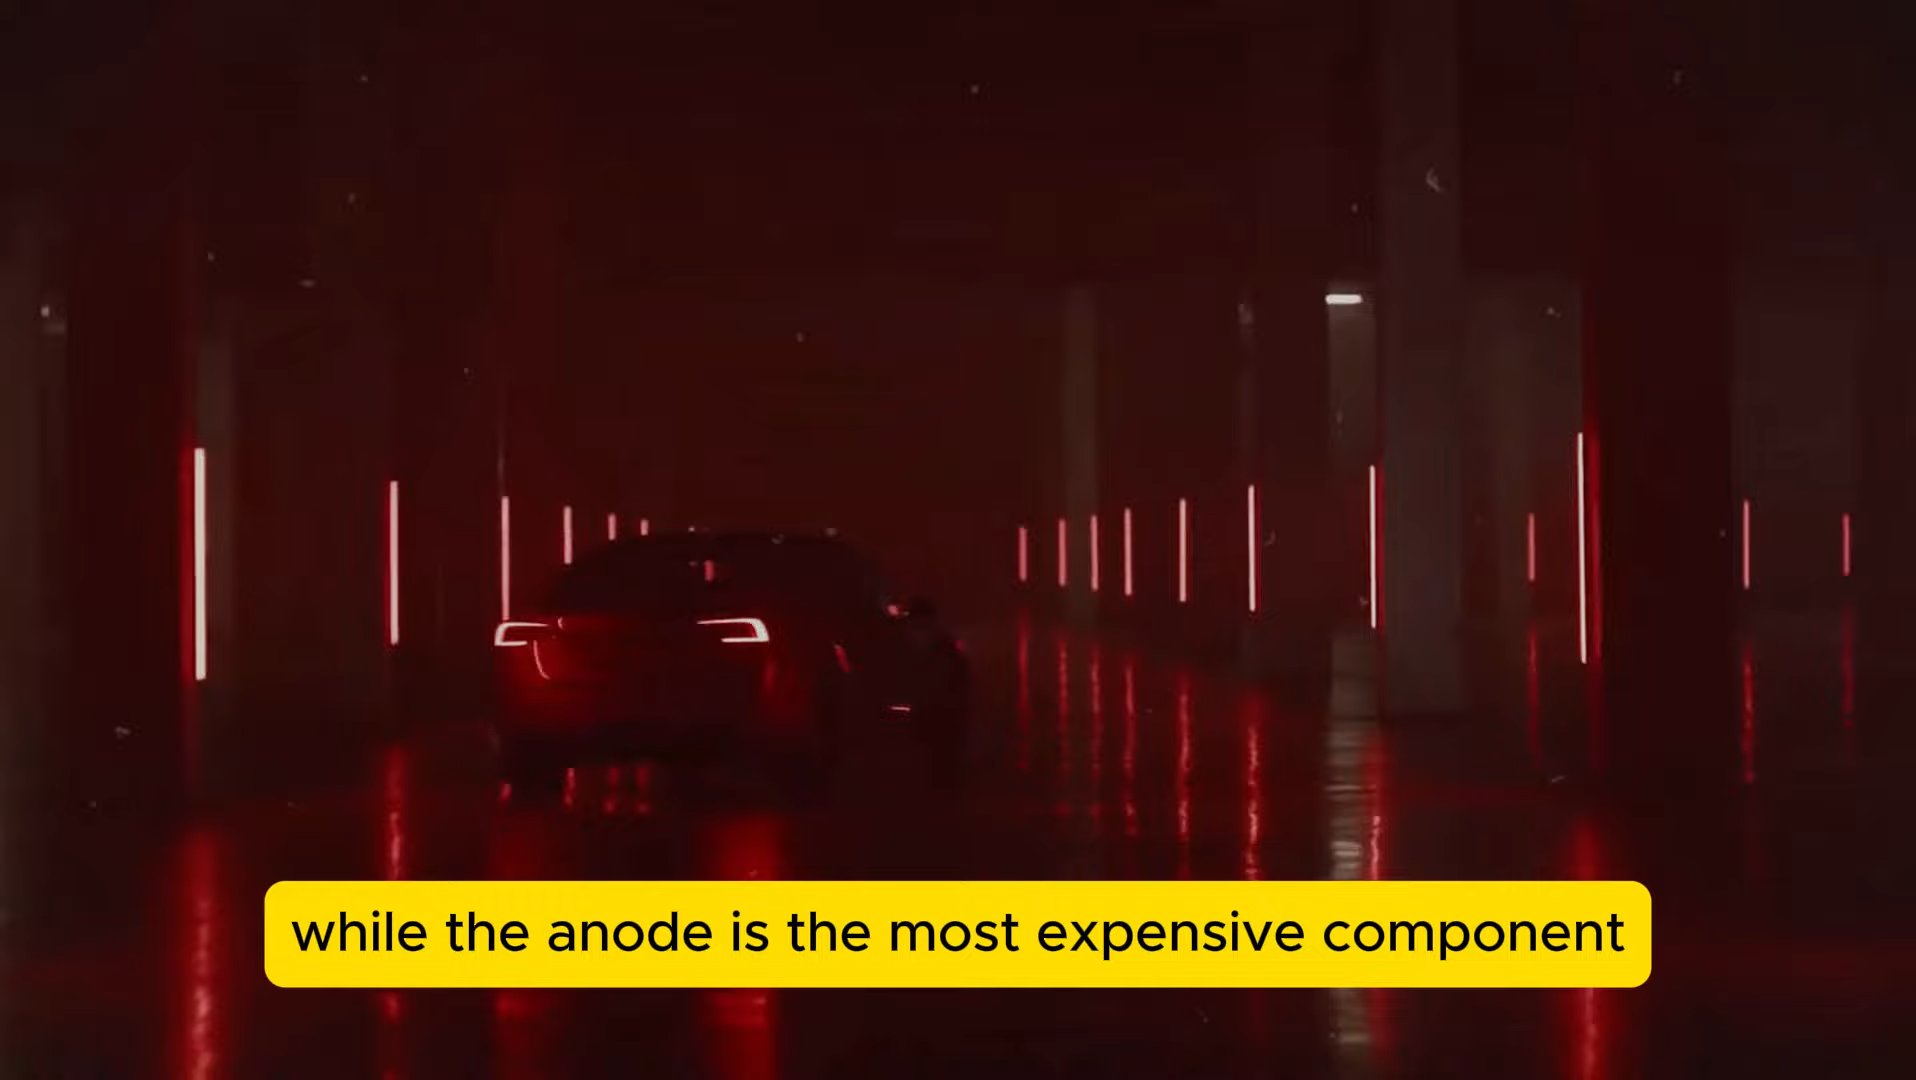 while the anode is the most expensive component